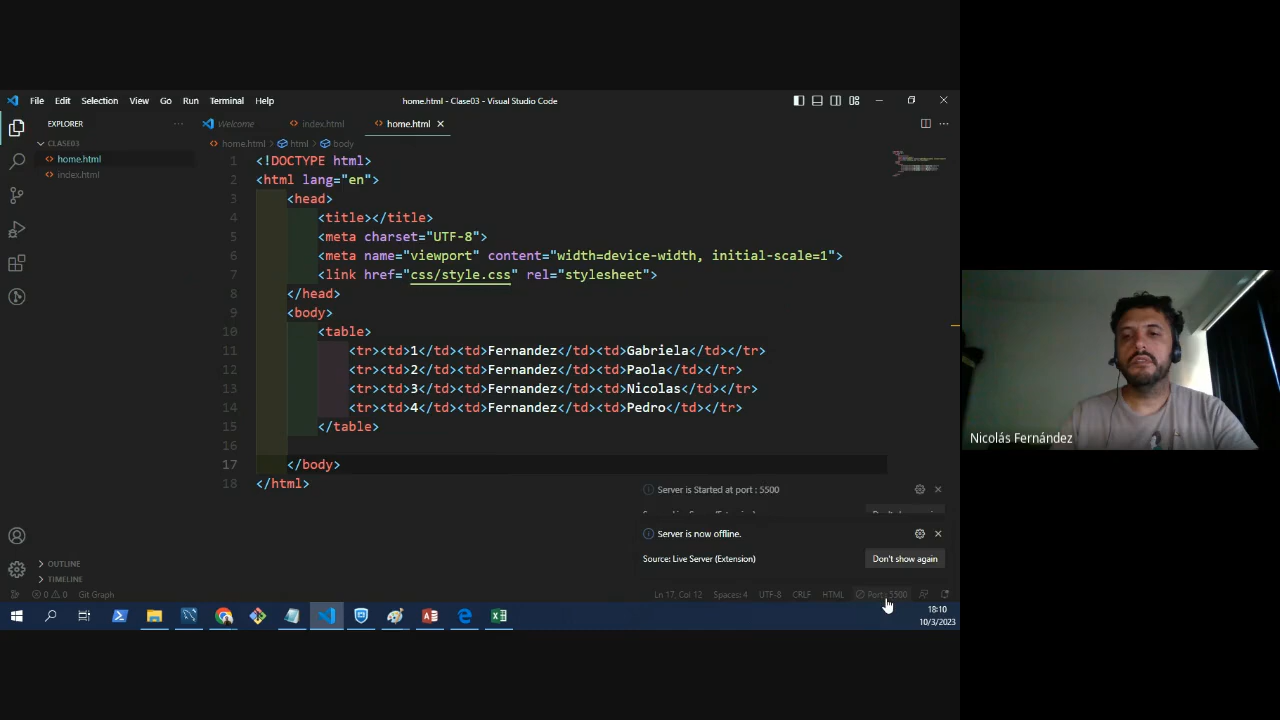 File Edit Selection View Go Run Terminal Help
home.html - Clase03 - Visual Studio Code
EXPLORER
Welcome
index.html
home.html
CLASE03
home.html > html > body
home.html
index.html
1 <!DOCTYPE html>
2 <html lang="en">
3 <head>
4 <title></title>
5 <meta charset="UTF-8">
6 <meta name="viewport" content="width=device-width, initial-scale=1">
7 <link href="css/style.css" rel="stylesheet">
8 </head>
9 <body>
10 <table>
11 <tr><td>1</td><td>Fernandez</td><td>Gabriela</td></tr>
12 <tr><td>2</td><td>Fernandez</td><td>Paola</td></tr>
13 <tr><td>3</td><td>Fernandez</td><td>Nicolas</td></tr>
14 <tr><td>4</td><td>Fernandez</td><td>Pedro</td></tr>
15 </table>
16
17 </body>
18 </html>
Nicolás Fernández
Server is Started at port : 5500
Server is now offline.
Source: Live Server (Extension)
Don't show again
OUTLINE
TIMELINE
0 0 Git Graph
Ln 17, Col 12 Spaces: 4 UTF-8 CRLF HTML Port : 5500
18:10
10/3/2023